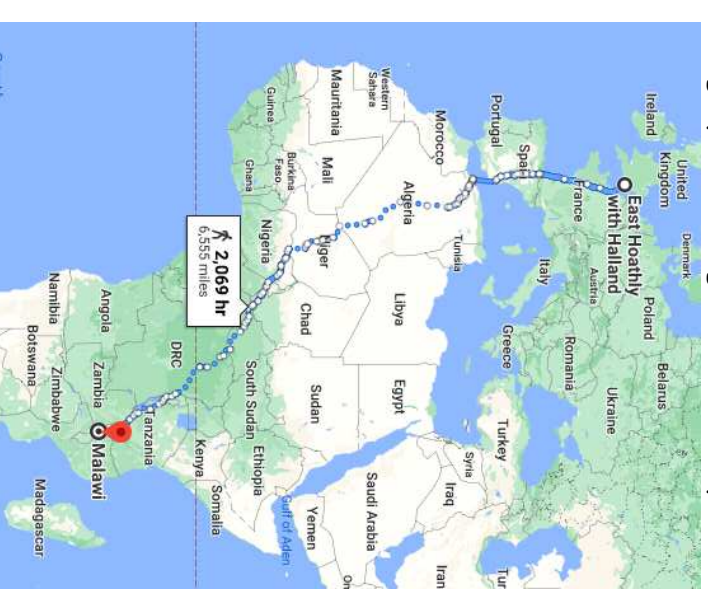 United
Kingdom
Denmark
Ireland
Belarus
Poland
East Hoathly
with Halland
Ukraine
Austria
France
Romania
Italy
Spain
Portugal
Greece
Turkey
Syria
Tunisia
Morocco
Iraq
Iran
Algeria
Libya
Egypt
Western
Sahara
Saudi Arabia
Mauritania
Mali
Niger
Chad
Sudan
Yemen
Burkina
Faso
Guinea
Gulf of Aden
Nigeria
Ghana
South Sudan
Ethiopia
2,069 hr
6,555 miles
Somalia
Kenya
DRC
Tanzania
Angola
Zambia
Malawi
Namibia
Zimbabwe
Botswana
Madagascar